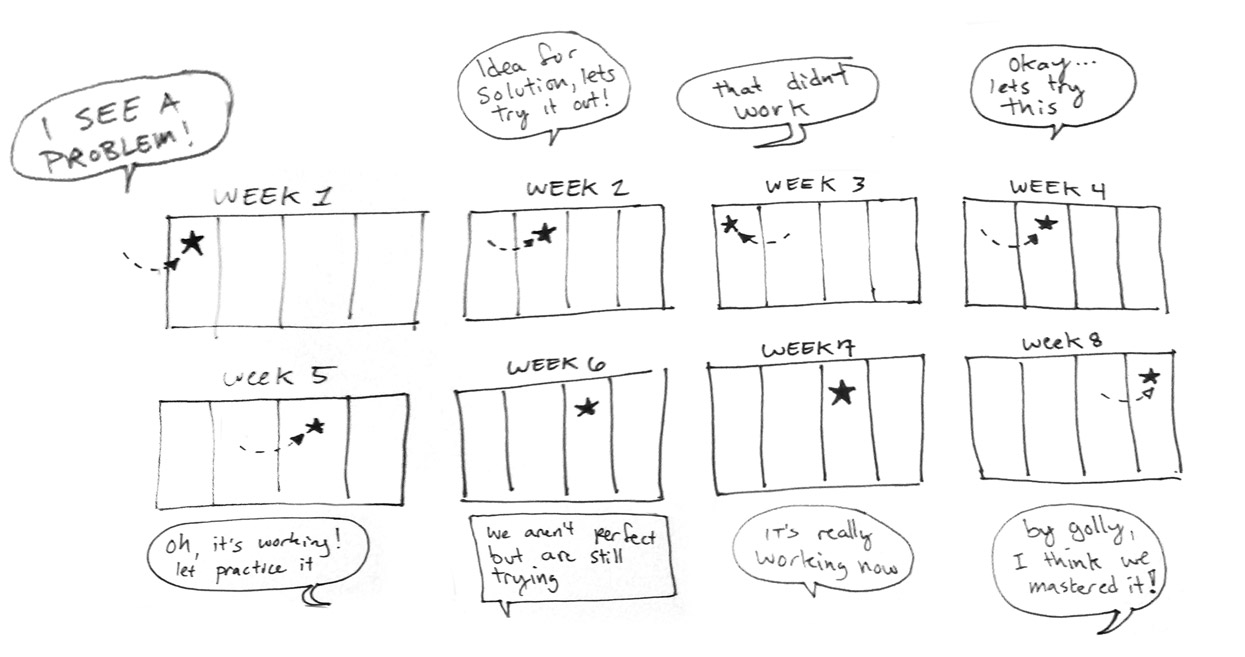 I SEE A
PROBLEM!
Idea for
Solution, lets
try it out!
that didnt
work
Okay...
lets try
this
WEEK 1
WEEK 2
WEEK 3
WEEK 4
Week 5
WEEK 6
WEEK 7
Week 8
Oh, it's working!
let practice it
We aren't perfect
but are still
trying
IT's really
working now
by golly,
I think we
mastered it!